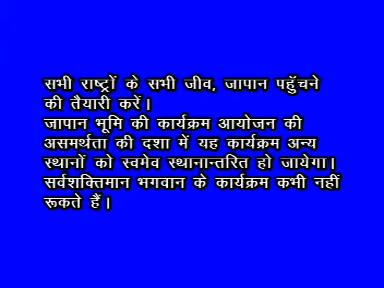 सभी राष्ट्रों के सभी जीव, जापान पहुँचने
की तैयारी करें।
जापान भूमि की कार्यक्रम आयोजन की
असमर्थता की दशा में यह कार्यक्रम अन्य
स्थानों को स्वमेव स्थानान्तरित हो जायेगा।
सर्वशक्तिमान भगवान के कार्यक्रम कभी नहीं
रूकते हैं।